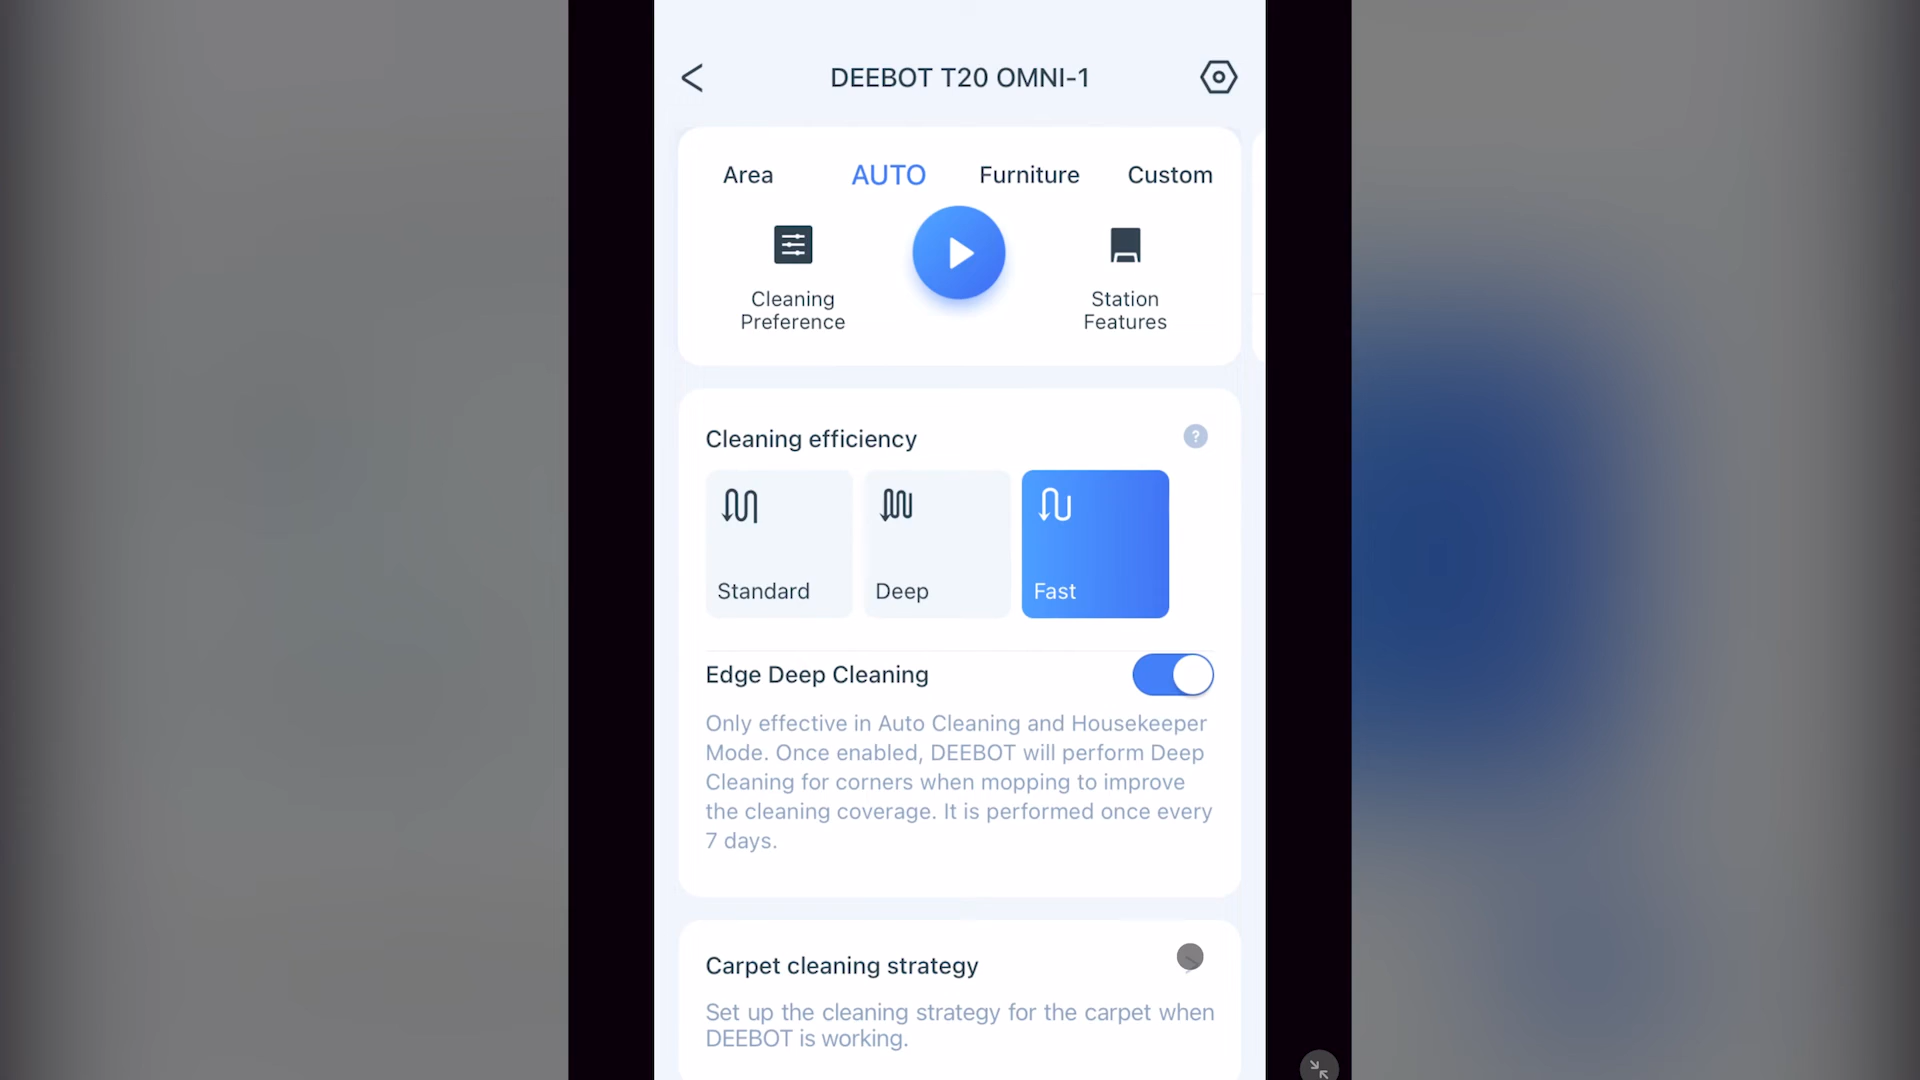 DEEBOT T20 OMNI-1
Area AUTO Furniture Custom
Cleaning
Preference
Station
Features
Cleaning efficiency
?
Standard
Deep
Fast
Edge Deep Cleaning
Only effective in Auto Cleaning and Housekeeper
Mode. Once enabled, DEEBOT will perform Deep
Cleaning for corners when mopping to improve
the cleaning coverage. It is performed once every
7 days.
Carpet cleaning strategy
Set up the cleaning strategy for the carpet when
DEEBOT is working.